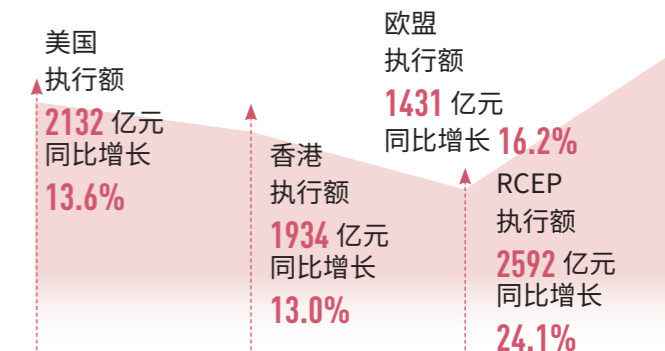 美国
执行额
2132 亿元
同比增长
13.6%
香港
执行额
1934 亿元
同比增长
13.0%
欧盟
执行额
1431 亿元
同比增长 16.2%
RCEP
执行额
2592 亿元
同比增长
24.1%